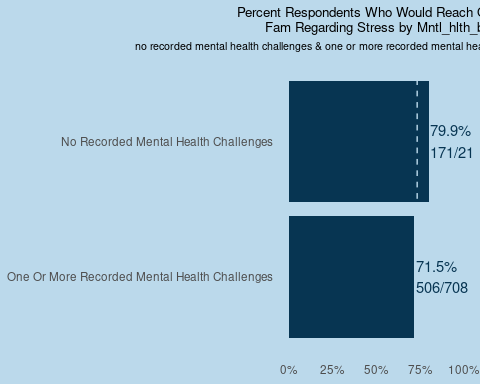 Percent Respondents Who Would Reach
Fam Regarding Stress by Mntl_hlth_b
no recorded mental health challenges & one or more recorded mental hea
No Recorded Mental Health Challenges
79.9%
171/21
One Or More Recorded Mental Health Challenges
71.5%
506/708
0% 25% 50% 75% 100%